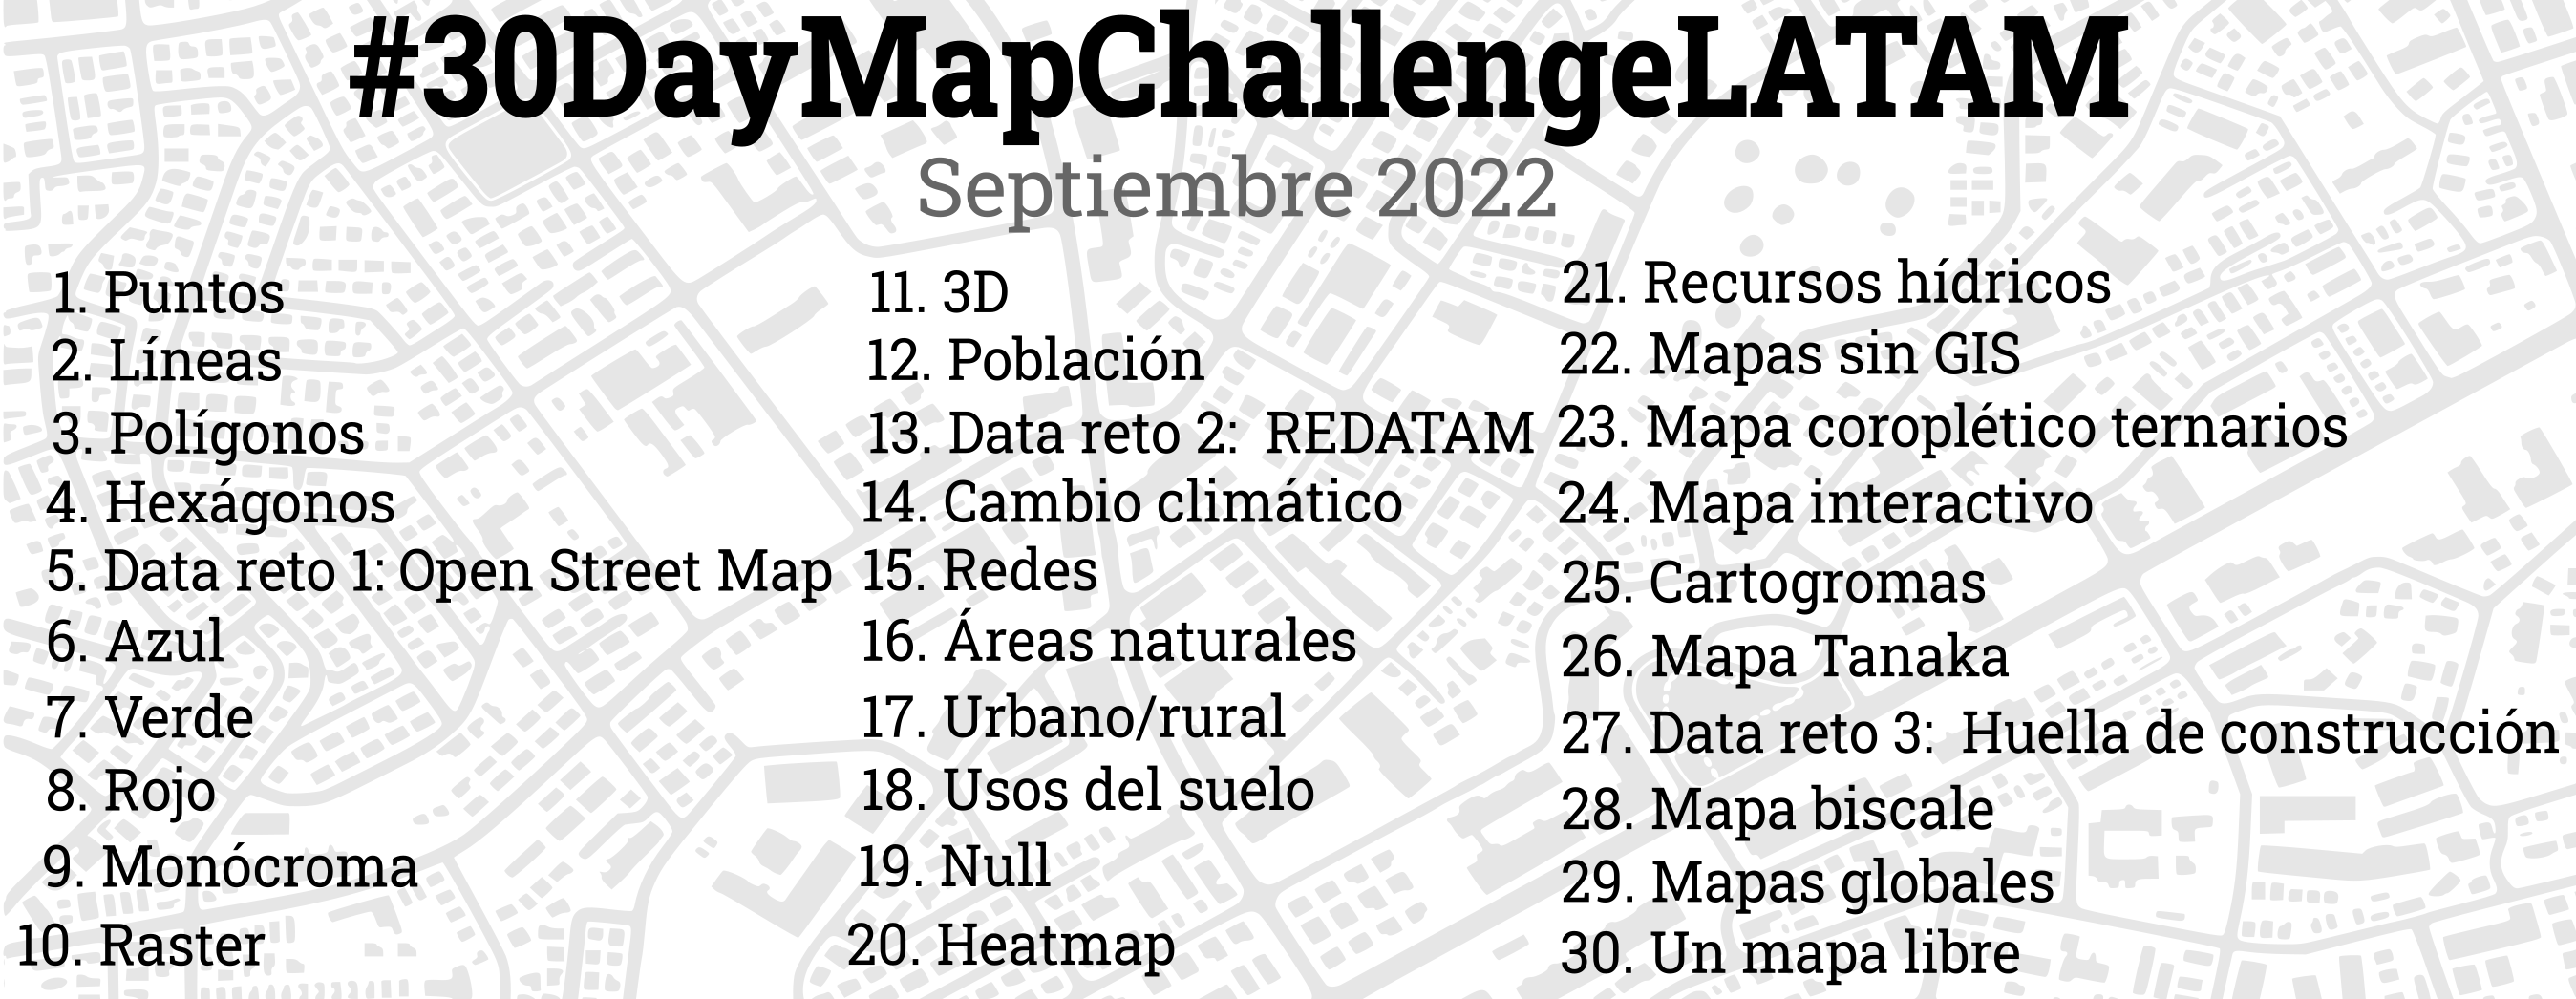 #30DayMapChallengeLATAM
Septiembre 2022
1. Puntos
2. Líneas
3. Polígonos
4. Hexágonos
5. Data reto 1: Open Street Map
6. Azul
7. Verde
8. Rojo
9. Monócroma
10. Raster
11. 3D
12. Población
13. Data reto 2: REDATAM
14. Cambio climático
15. Redes
16. Áreas naturales
17. Urbano/rural
18. Usos del suelo
19. Null
20. Heatmap
21. Recursos hídricos
22. Mapas sin GIS
23. Mapa coroplético ternarios
24. Mapa interactivo
25. Cartogromas
26. Mapa Tanaka
27. Data reto 3: Huella de construcción
28. Mapa biscale
29. Mapas globales
30. Un mapa libre